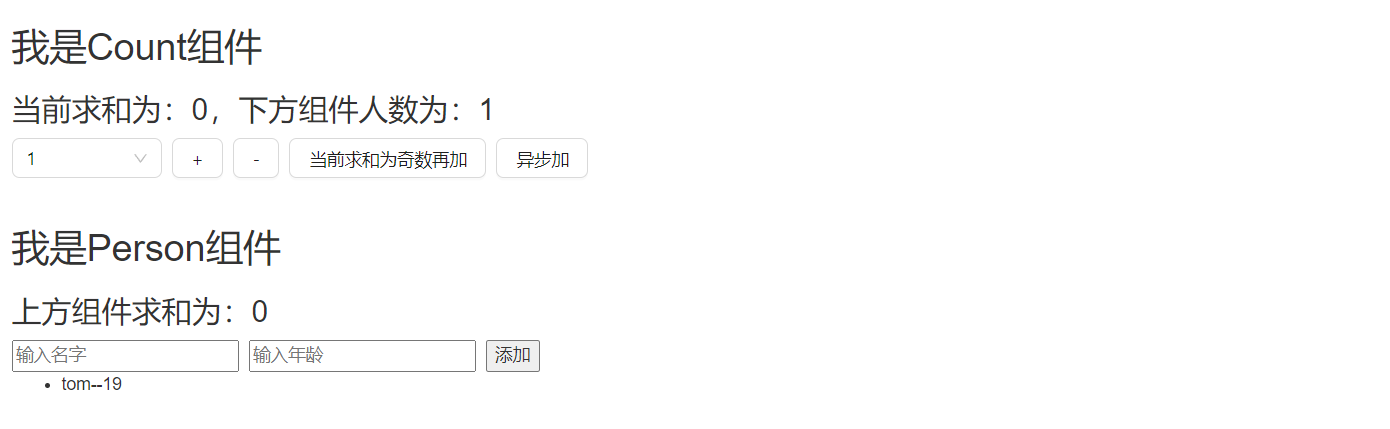 我是Count组件
当前求和为：0，下方组件人数为：1
1 + - 当前求和为奇数再加 异步加
我是Person组件
上方组件求和为：0
输入名字 输入年龄 添加
tom--19